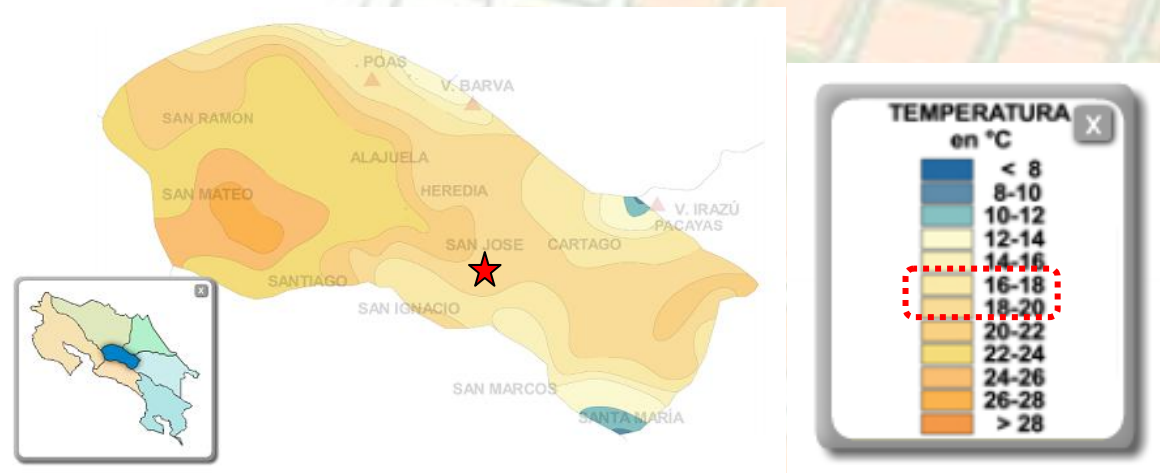 . POAS
V. BARVA
SAN RAMON
ALAJUELA
SAN MATEO
HEREDIA
V. IRAZÚ
PACAYAS
SAN JOSE
CARTAGO
SANTIAGO
SAN IGNACIO
SAN MARCOS
SANTA MARÍA
X
TEMPERATURA
X
en °C
< 8
8-10
10-12
12-14
14-16
16-18
18-20
20-22
22-24
24-26
26-28
> 28